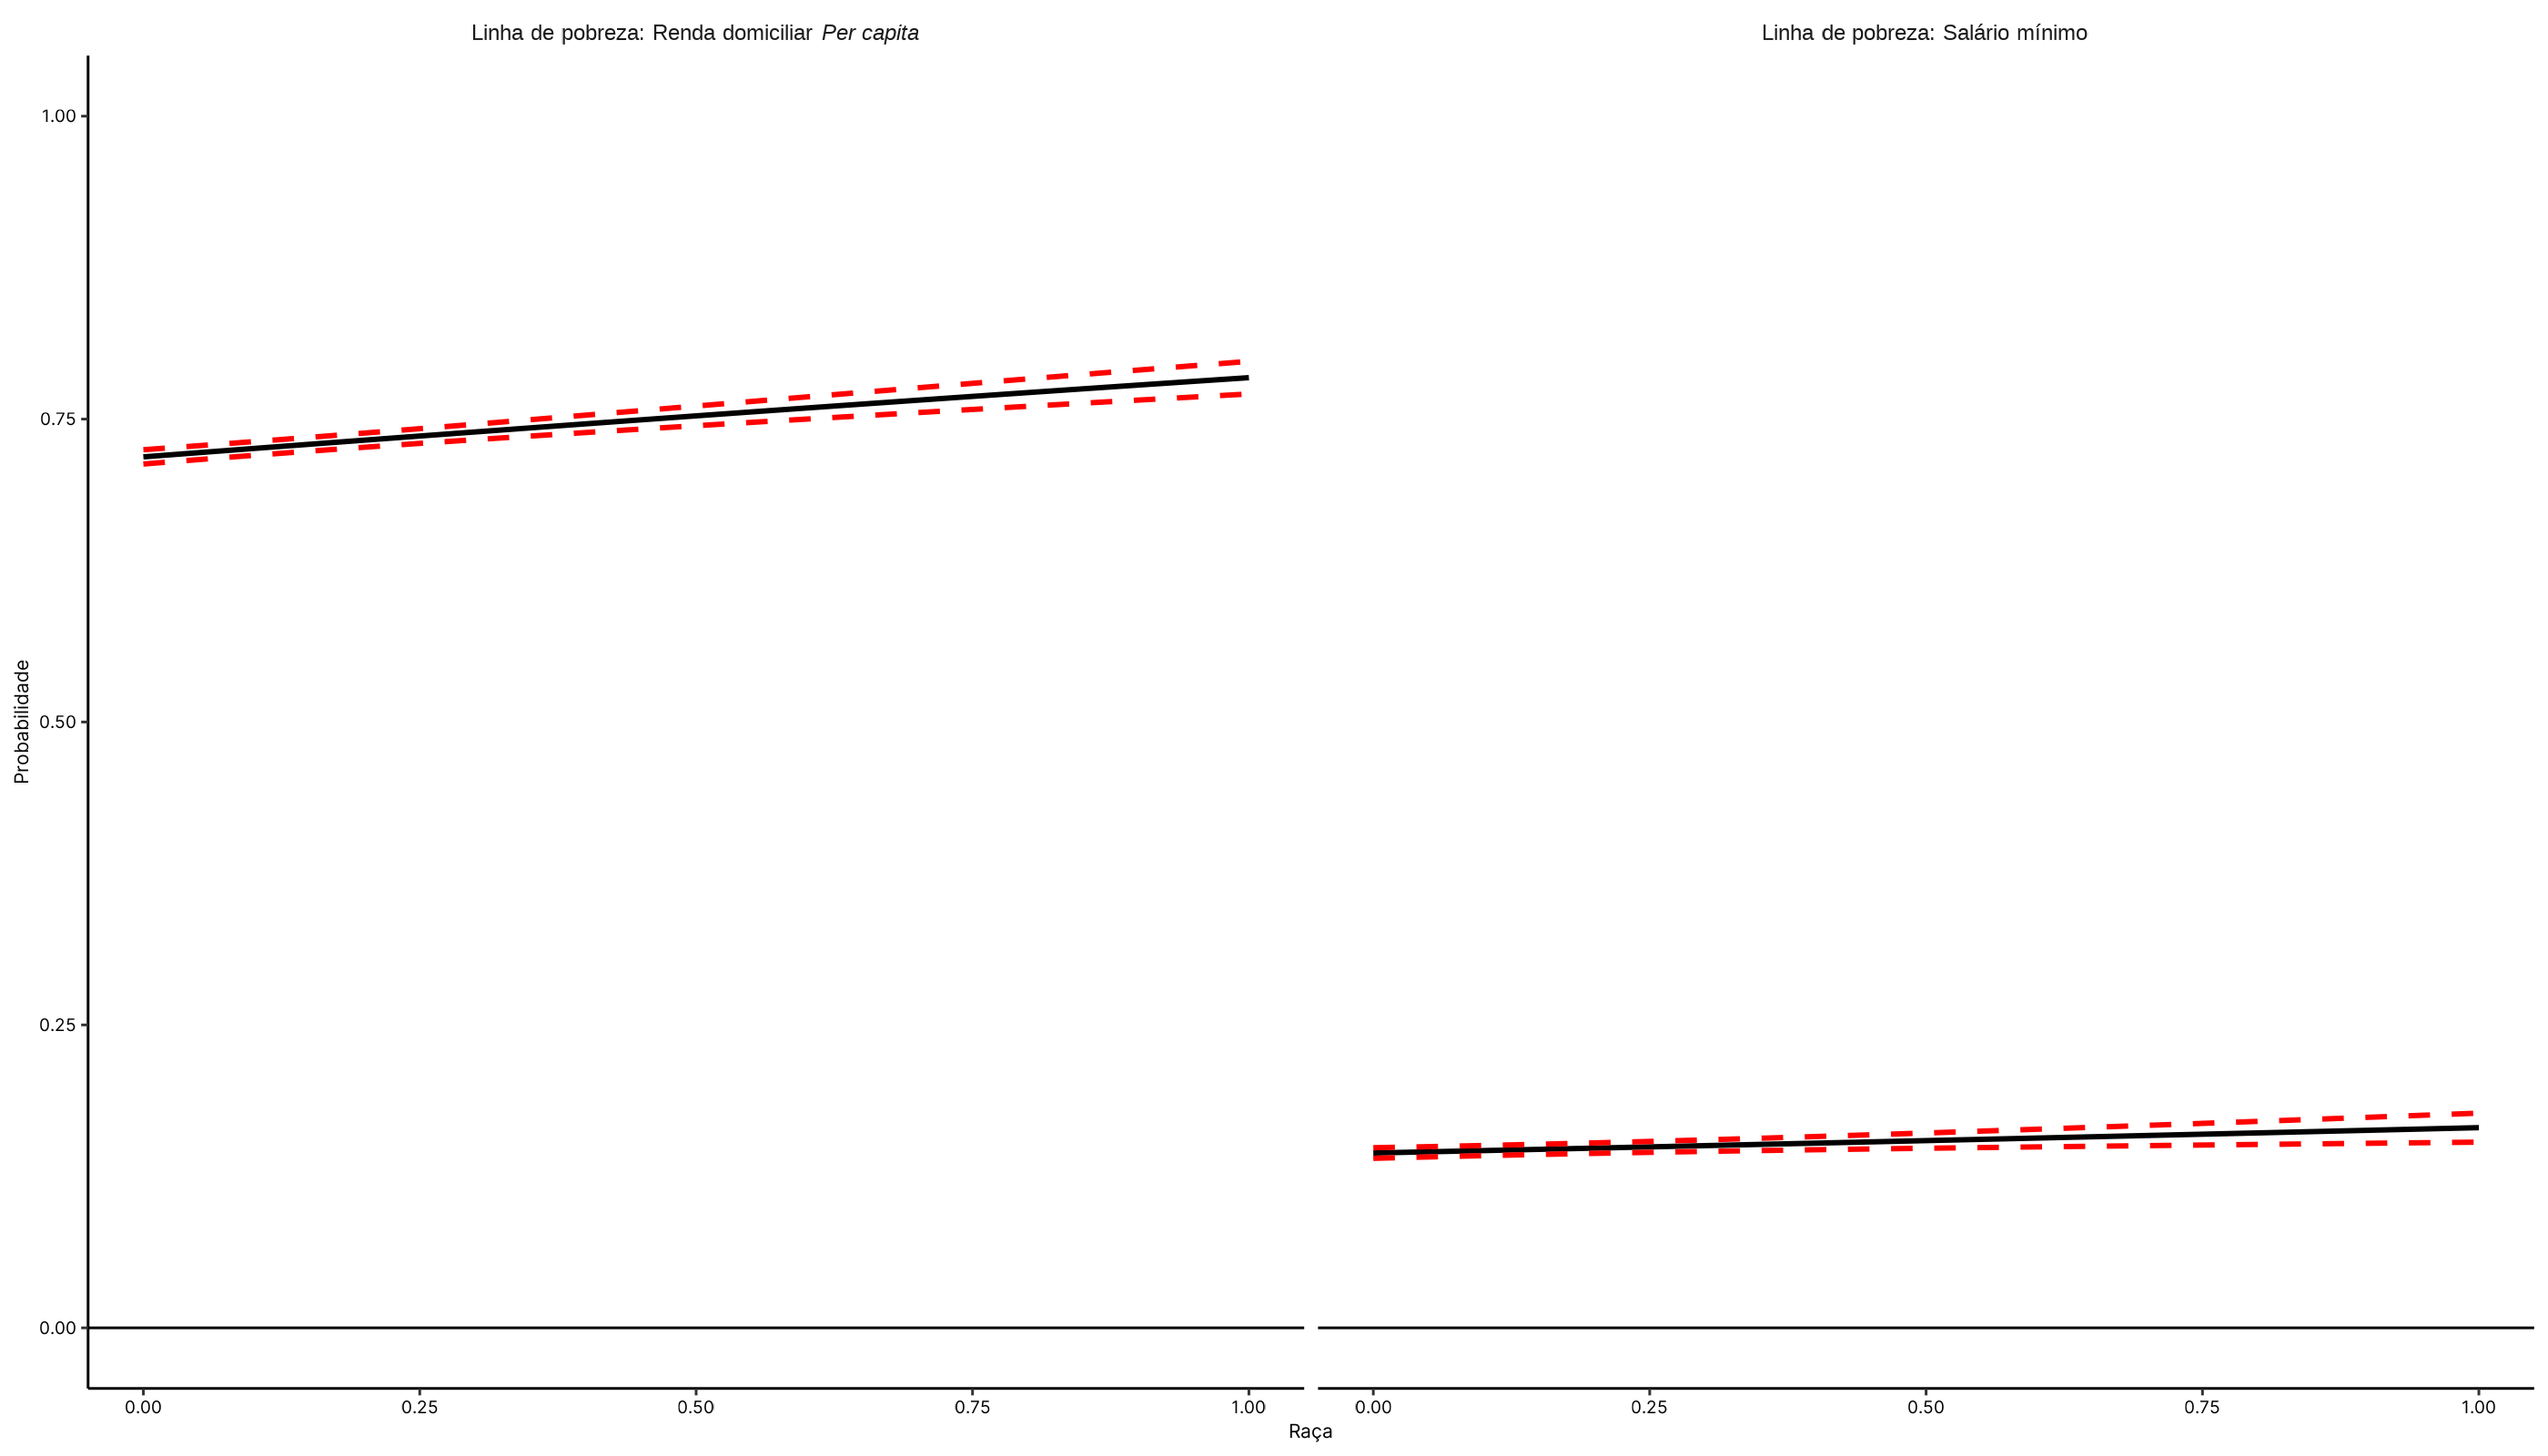 Linha de pobreza: Renda domiciliar Per capita
Linha de pobreza: Salário mínimo
1.00
0.75
0.50
0.25
0.00
Probabilidade
0.00 0.25 0.50 0.75 1.00
0.00 0.25 0.50 0.75 1.00
Raça